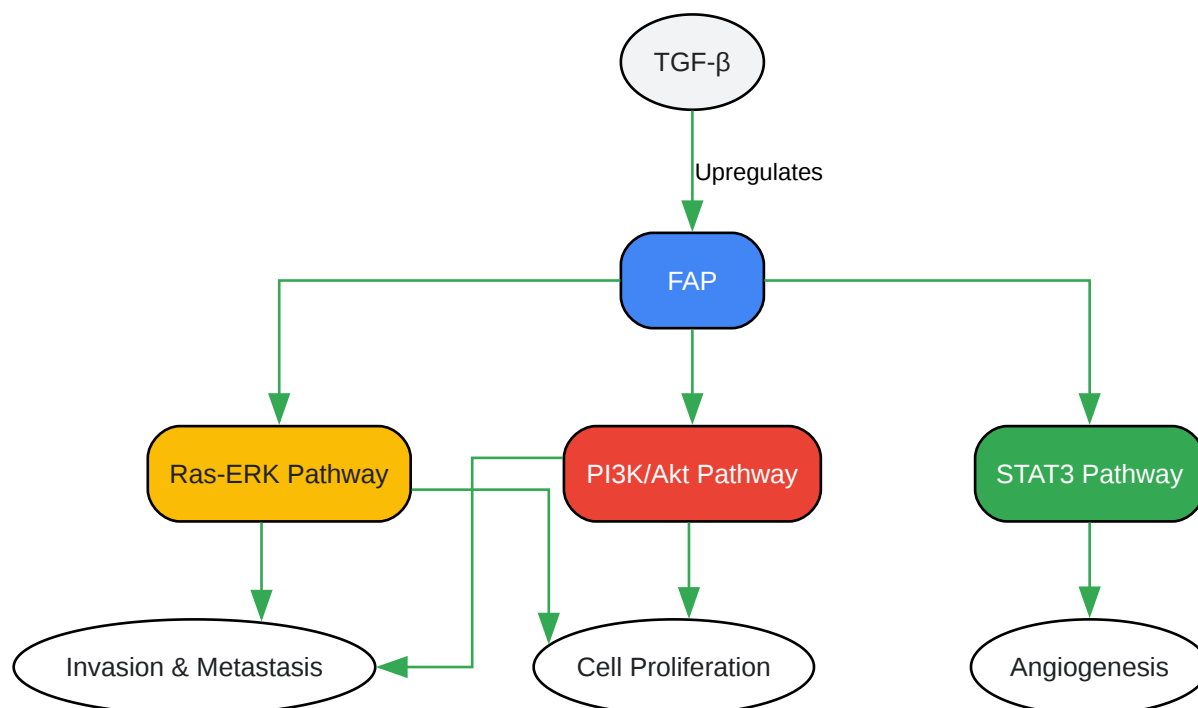 TGF-β
Upregulates
FAP
Ras-ERK Pathway
PI3K/Akt Pathway
STAT3 Pathway
Invasion & Metastasis
Cell Proliferation
Angiogenesis